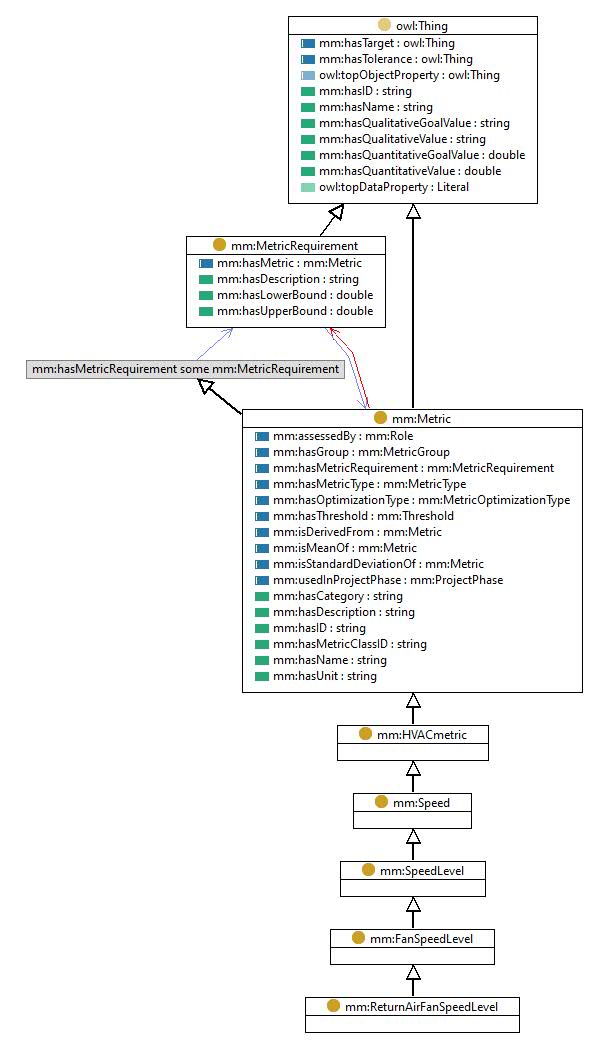 owl:Thing
mm:hasTarget : owl:Thing
mm:hasTolerance : owl:Thing
owl:topObjectProperty : owl:Thing
mm:hasID : string
mm:hasName : string
mm:hasQualitativeGoalValue : string
mm:hasQualitativeValue : string
mm:hasQuantitativeGoalValue : double
mm:hasQuantitativeValue : double
owl:topDataProperty : Literal
mm:MetricRequirement
mm:hasMetric : mm:Metric
mm:hasDescription : string
mm:hasLowerBound : double
mm:hasUpperBound : double
mm:hasMetricRequirement some mm:MetricRequirement
mm:Metric
mm:assessedBy : mm:Role
mm:hasGroup : mm:MetricGroup
mm:hasMetricRequirement : mm:MetricRequirement
mm:hasMetricType : mm:MetricType
mm:hasOptimizationType : mm:MetricOptimizationType
mm:hasThreshold : mm:Threshold
mm:isDerivedFrom : mm:Metric
mm:isMeanOf : mm:Metric
mm:isStandardDeviationOf : mm:Metric
mm:usedInProjectPhase : mm:ProjectPhase
mm:hasCategory : string
mm:hasDescription : string
mm:hasID : string
mm:hasMetricClassID : string
mm:hasName : string
mm:hasUnit : string
mm:HVACmetric
mm:Speed
mm:SpeedLevel
mm:FanSpeedLevel
mm:ReturnAirFanSpeedLevel